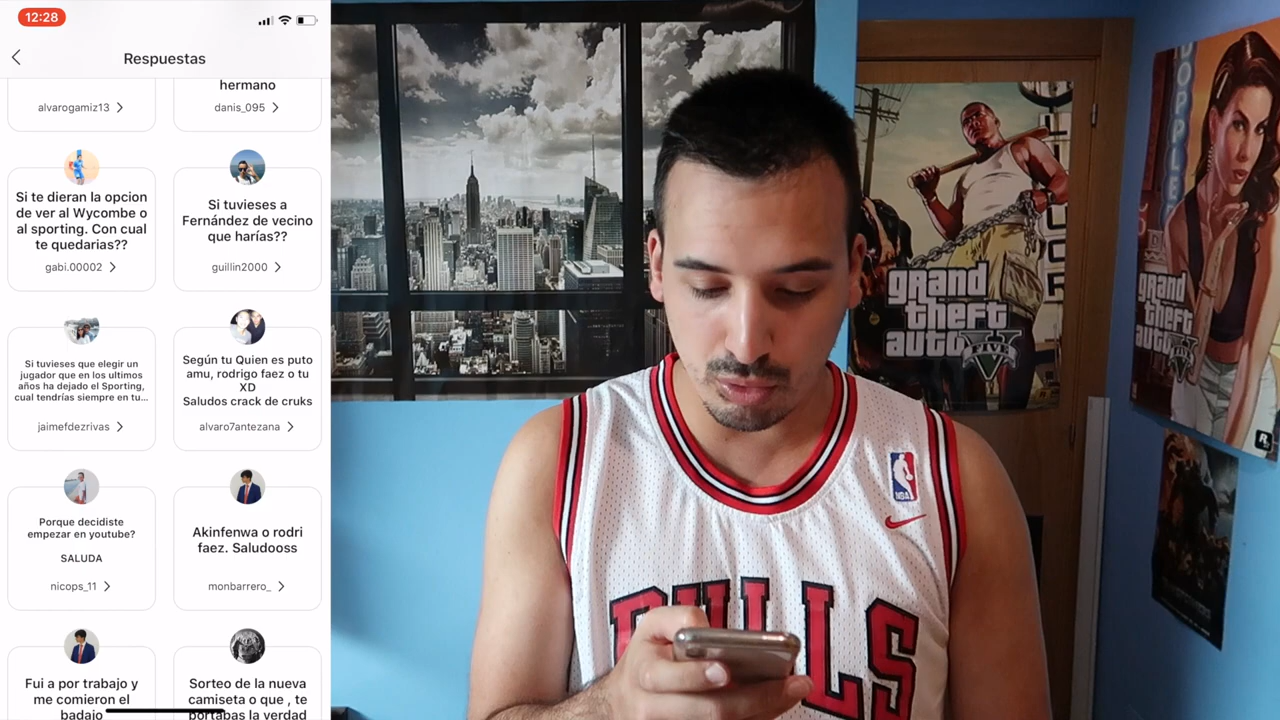 12:28
Respuestas
alvarogamiz13
hermano
danis_095
Si te dieran la opcion
de ver al Wycombe o
al sporting. Con cual
te quedarias??
gabi.00002
Si tuvieses a
Fernández de vecino
que harías??
guillin2000
Si tuvieses que elegir un
jugador que en los ultimos
años ha dejado el Sporting,
cual tendrías siempre en tu...
jaimefdezrivas
Según tu Quien es puto
amu, rodrigo faez o tu
XD
Saludos crack de cruks
alvaro7antezana
Porque decidiste
empezar en youtube?
SALUDA
nicops_11
Akinfenwa o rodri
faez. Saludooss
monbarrero_
Fui a por trabajo y
me comieron el
badajo
Sorteo de la nueva
camiseta o que , te
portabas la verdad
grand
theft
auto V
FIVE
grand
theft
auto
NBA
BULLS